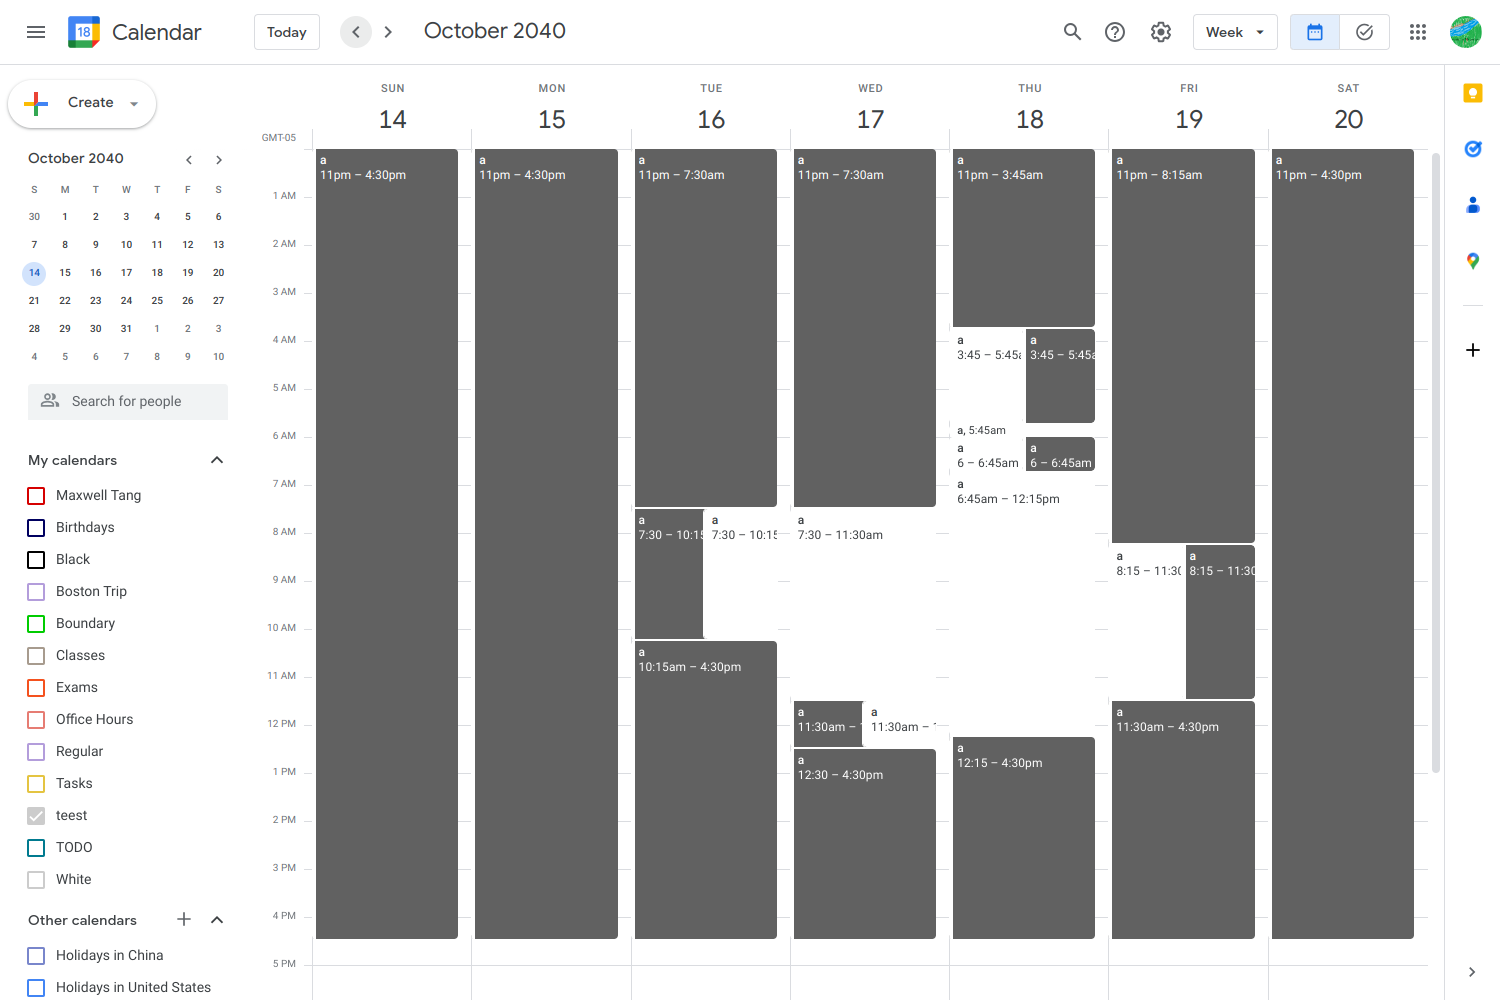 18 Calendar Today October 2040 Week
Create
October 2040
S M T W T F S
30 1 2 3 4 5 6
7 8 9 10 11 12 13
14 15 16 17 18 19 20
21 22 23 24 25 26 27
28 29 30 31 1 2 3
4 5 6 7 8 9 10
Search for people
My calendars
Maxwell Tang
Birthdays
Black
Boston Trip
Boundary
Classes
Exams
Office Hours
Regular
Tasks
teest
TODO
White
Other calendars
Holidays in China
Holidays in United States
SUN MON TUE WED THU FRI SAT
14 15 16 17 18 19 20
GMT-05
1 AM
2 AM
3 AM
4 AM
5 AM
6 AM
7 AM
8 AM
9 AM
10 AM
11 AM
12 PM
1 PM
2 PM
3 PM
4 PM
5 PM
a
11pm – 4:30pm
a
11pm – 4:30pm
a
11pm – 7:30am
a
7:30 – 10:15
a
7:30 – 10:15
a
10:15am – 4:30pm
a
11pm – 7:30am
a
7:30 – 11:30am
a
11:30am –
a
11:30am –
a
12:30 – 4:30pm
a
11pm – 3:45am
a
3:45 – 5:45a
a
3:45 – 5:45a
a, 5:45am
a
6 – 6:45am
a
6 – 6:45am
a
6:45am – 12:15pm
a
12:15 – 4:30pm
a
11pm – 8:15am
a
8:15 – 11:30
a
8:15 – 11:30
a
11:30am – 4:30pm
a
11pm – 4:30pm